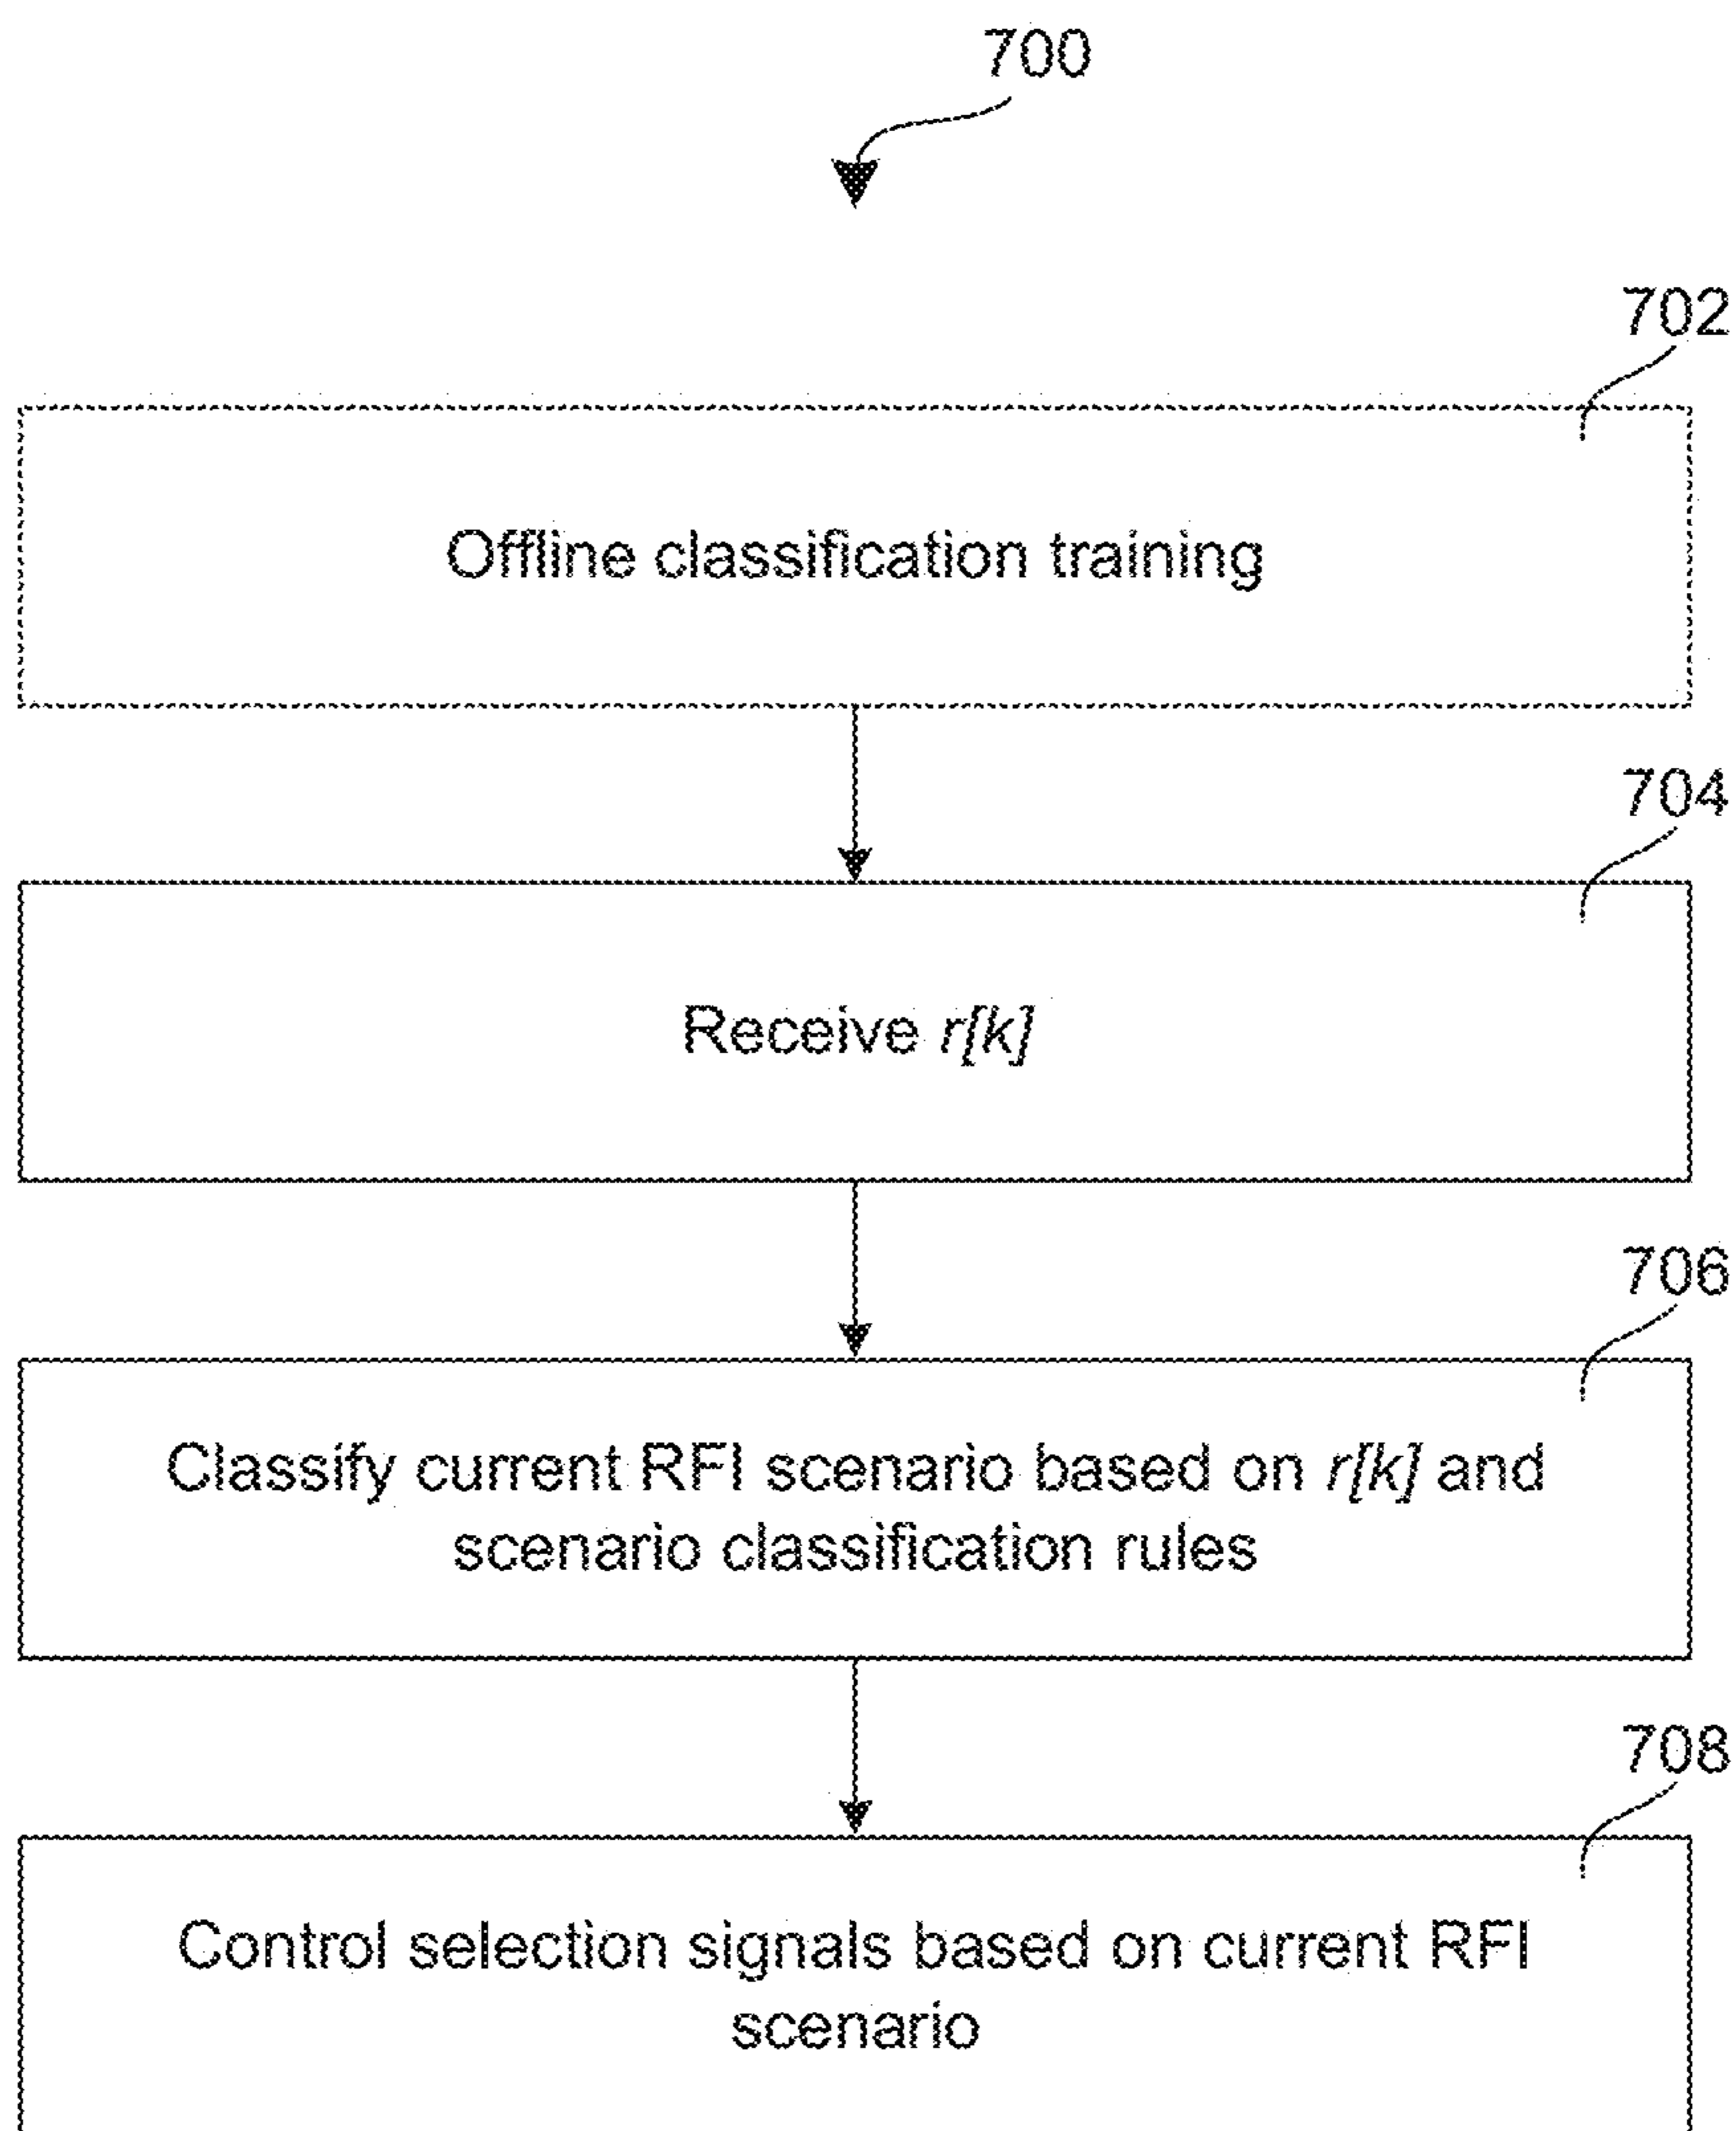 700
702
Offline classification training
704
Receive r[k]
706
Classify current RFI scenario based on r[k] and
scenario classification rules
708
Control selection signals based on current RFI
scenario